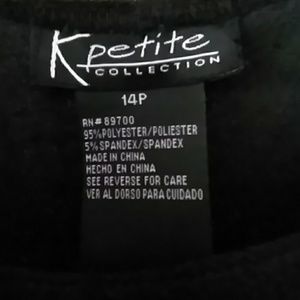 K petite
COLLECTION
14P
RN# 89700
95% POLYESTER/POLIESTER
5% SPANDEX/SPANDEX
MADE IN CHINA
HECHO EN CHINA
SEE REVERSE FOR CARE
VER AL DORSO PARA CUIDADO